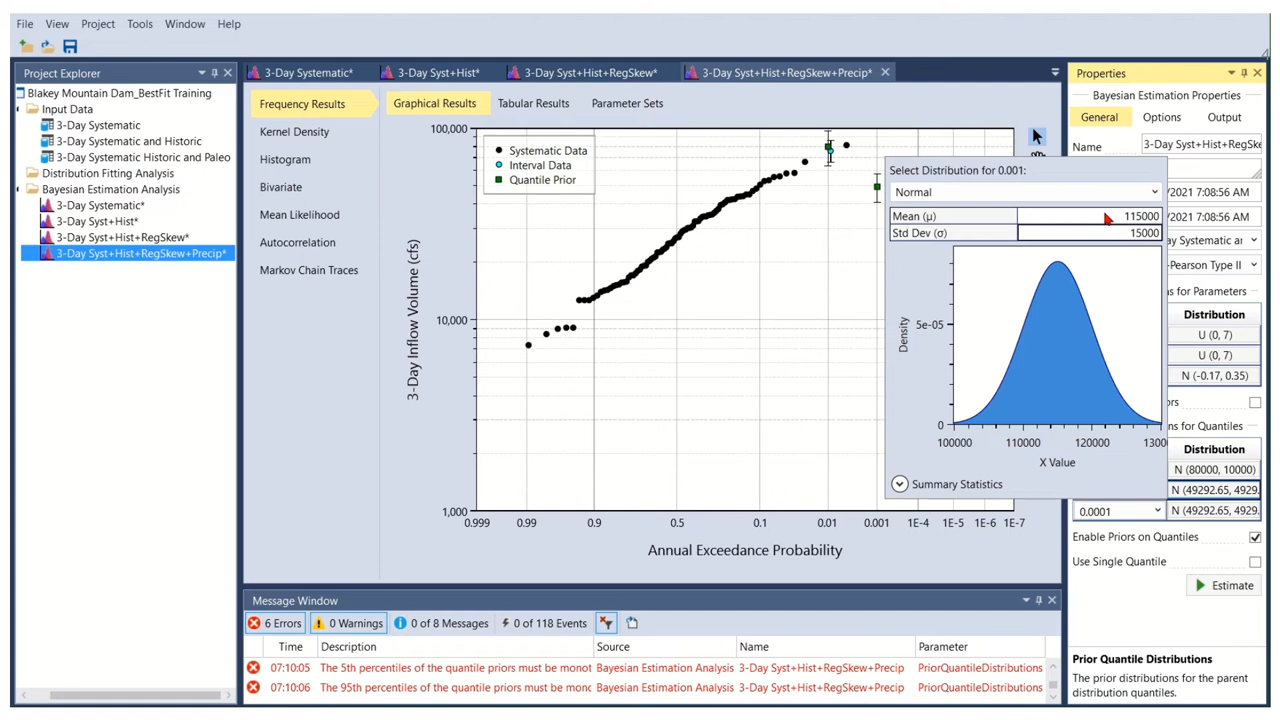 File View Project Tools Window Help
Project Explorer
Blakey Mountain Dam_BestFit Training
Input Data
3-Day Systematic
3-Day Systematic and Historic
3-Day Systematic Historic and Paleo
Distribution Fitting Analysis
Bayesian Estimation Analysis
3-Day Systematic*
3-Day Syst+Hist*
3-Day Syst+Hist+RegSkew*
3-Day Syst+Hist+RegSkew+Precip*
3-Day Systematic* 3-Day Syst+Hist* 3-Day Syst+Hist+RegSkew* 3-Day Syst+Hist+RegSkew+Precip*
Frequency Results
Kernel Density
Histogram
Bivariate
Mean Likelihood
Autocorrelation
Markov Chain Traces
Graphical Results Tabular Results Parameter Sets
Systematic Data
Interval Data
Quantile Prior
100,000
10,000
1,000
3-Day Inflow Volume (cfs)
0.999 0.99 0.9 0.5 0.1 0.01 0.001 1E-4 1E-5 1E-6 1E-7
Annual Exceedance Probability
Select Distribution for 0.001:
Normal
Mean (µ) 115000
Std Dev (σ) 15000
Density
5e-05
0
100000 110000 120000 13000
X Value
Summary Statistics
Properties
Bayesian Estimation Properties
General Options Output
Name 3-Day Syst+Hist+RegSke
/2021 7:08:56 AM
/2021 7:08:56 AM
ay Systematic ar
-Pearson Type II
ns for Parameters
Distribution
U (0, 7)
U (0, 7)
N (-0.17, 0.35)
ors
ns for Quantiles
Distribution
N (80000, 10000)
N (49292.65, 4929.
0.0001 N (49292.65, 4929.
Enable Priors on Quantiles
Use Single Quantile
Estimate
Prior Quantile Distributions
The prior distributions for the parent
distribution quantiles.
Message Window
6 Errors 0 Warnings 0 of 8 Messages 0 of 118 Events
Time Description Source Name Parameter
07:10:05 The 5th percentiles of the quantile priors must be monot Bayesian Estimation Analysis 3-Day Syst+Hist+RegSkew+Precip PriorQuantileDistributions
07:10:06 The 95th percentiles of the quantile priors must be monc Bayesian Estimation Analysis 3-Day Syst+Hist+RegSkew+Precip PriorQuantileDistributions